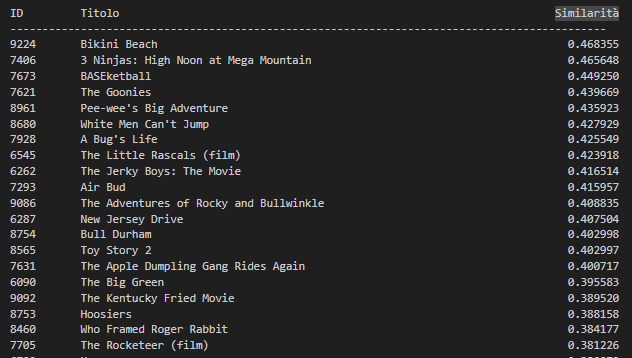 ID Titolo Similarità
--------------------------------------------------------------------------------------------
9224 Bikini Beach 0.468355
7406 3 Ninjas: High Noon at Mega Mountain 0.465648
7673 BASEketball 0.449250
7621 The Goonies 0.439669
8961 Pee-wee's Big Adventure 0.435923
8680 White Men Can't Jump 0.427929
7928 A Bug's Life 0.425549
6545 The Little Rascals (film) 0.423918
6262 The Jerky Boys: The Movie 0.416514
7293 Air Bud 0.415957
9086 The Adventures of Rocky and Bullwinkle 0.408835
6287 New Jersey Drive 0.407504
8754 Bull Durham 0.402998
8565 Toy Story 2 0.402997
7631 The Apple Dumpling Gang Rides Again 0.400717
6090 The Big Green 0.395583
9092 The Kentucky Fried Movie 0.389520
8753 Hoosiers 0.388158
8460 Who Framed Roger Rabbit 0.384177
7705 The Rocketeer (film) 0.381226